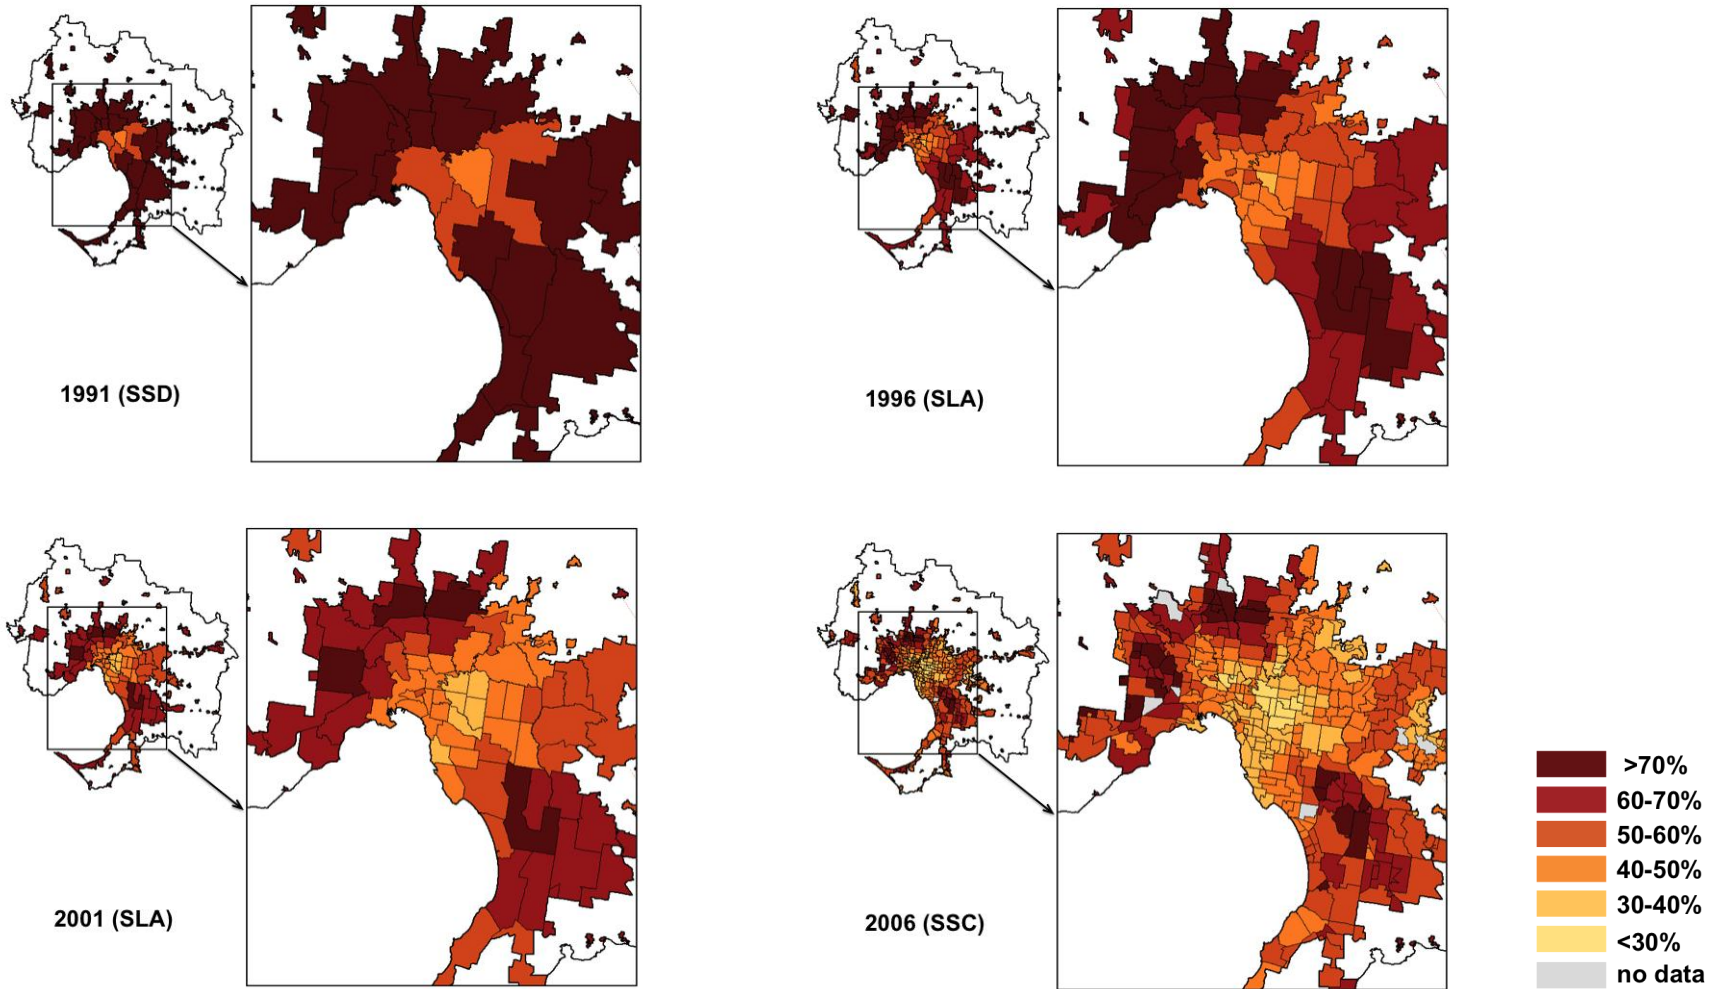 1991 (SSD)
1996 (SLA)
2001 (SLA)
2006 (SSC)
>70%
60-70%
50-60%
40-50%
30-40%
<30%
no data